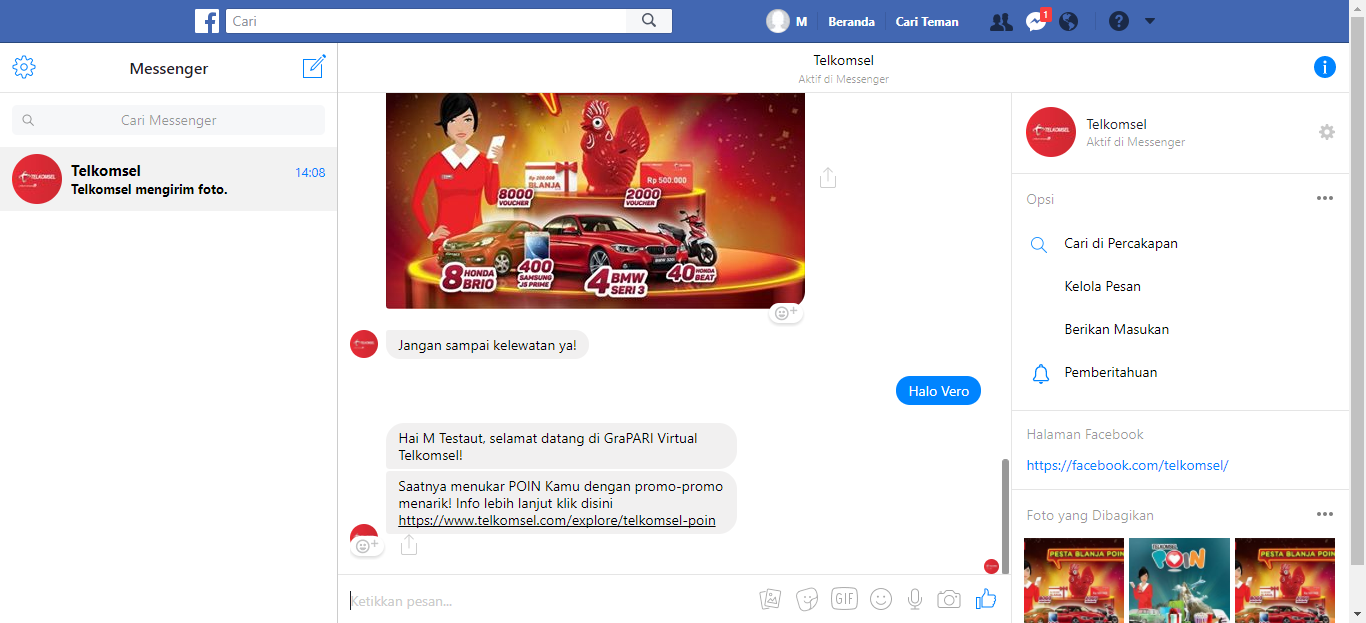 Cari
M
Beranda
Cari Teman
1
Messenger
Cari Messenger
Telkomsel
14:08
Telkomsel mengirim foto.
Telkomsel
Aktif di Messenger
Rp 200.000
BLANJA
Rp 500.000
8000
VOUCHER
2000
VOUCHER
8 HONDA
BRIO
400
SAMSUNG
J5 PRIME
4 BMW
SERI 3
40 HONDA
BEAT
Jangan sampai kelewatan ya!
Halo Vero
Hai M Testaut, selamat datang di GraPARI Virtual
Telkomsel!
Saatnya menukar POIN Kamu dengan promo-promo
menarik! Info lebih lanjut klik disini
https://www.telkomsel.com/explore/telkomsel-poin
Ketikkan pesan...
GIF
TELKOMSEL
Telkomsel
Aktif di Messenger
Opsi
Cari di Percakapan
Kelola Pesan
Berikan Masukan
Pemberitahuan
Halaman Facebook
https://facebook.com/telkomsel/
Foto yang Dibagikan
PESTA BLANJA POIN
TELKOMSEL
POIN
PESTA BLANJA POIN